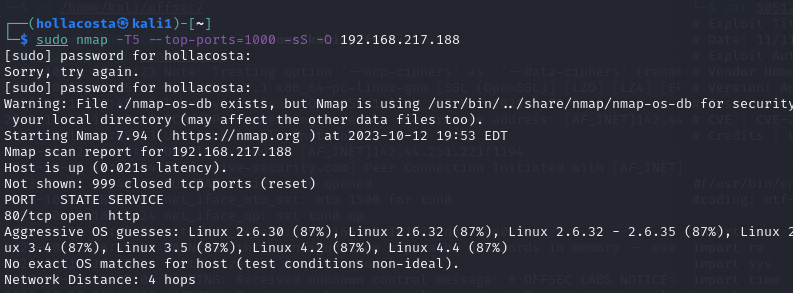 (hollacosta㉿kali1)-[~]
$ sudo nmap -T5 --top-ports=1000 -sS -O 192.168.217.188
[sudo] password for hollacosta:
Sorry, try again.
[sudo] password for hollacosta:
Warning: File ./nmap-os-db exists, but Nmap is using /usr/bin/../share/nmap/nmap-os-db for security
your local directory (may affect the other data files too).
Starting Nmap 7.94 ( https://nmap.org ) at 2023-10-12 19:53 EDT
Nmap scan report for 192.168.217.188
Host is up (0.021s latency).
Not shown: 999 closed tcp ports (reset)
PORT STATE SERVICE
80/tcp open http
Aggressive OS guesses: Linux 2.6.30 (87%), Linux 2.6.32 (87%), Linux 2.6.32 - 2.6.35 (87%), Linux 2
ux 3.4 (87%), Linux 3.5 (87%), Linux 4.2 (87%), Linux 4.4 (87%)
No exact OS matches for host (test conditions non-ideal).
Network Distance: 4 hops